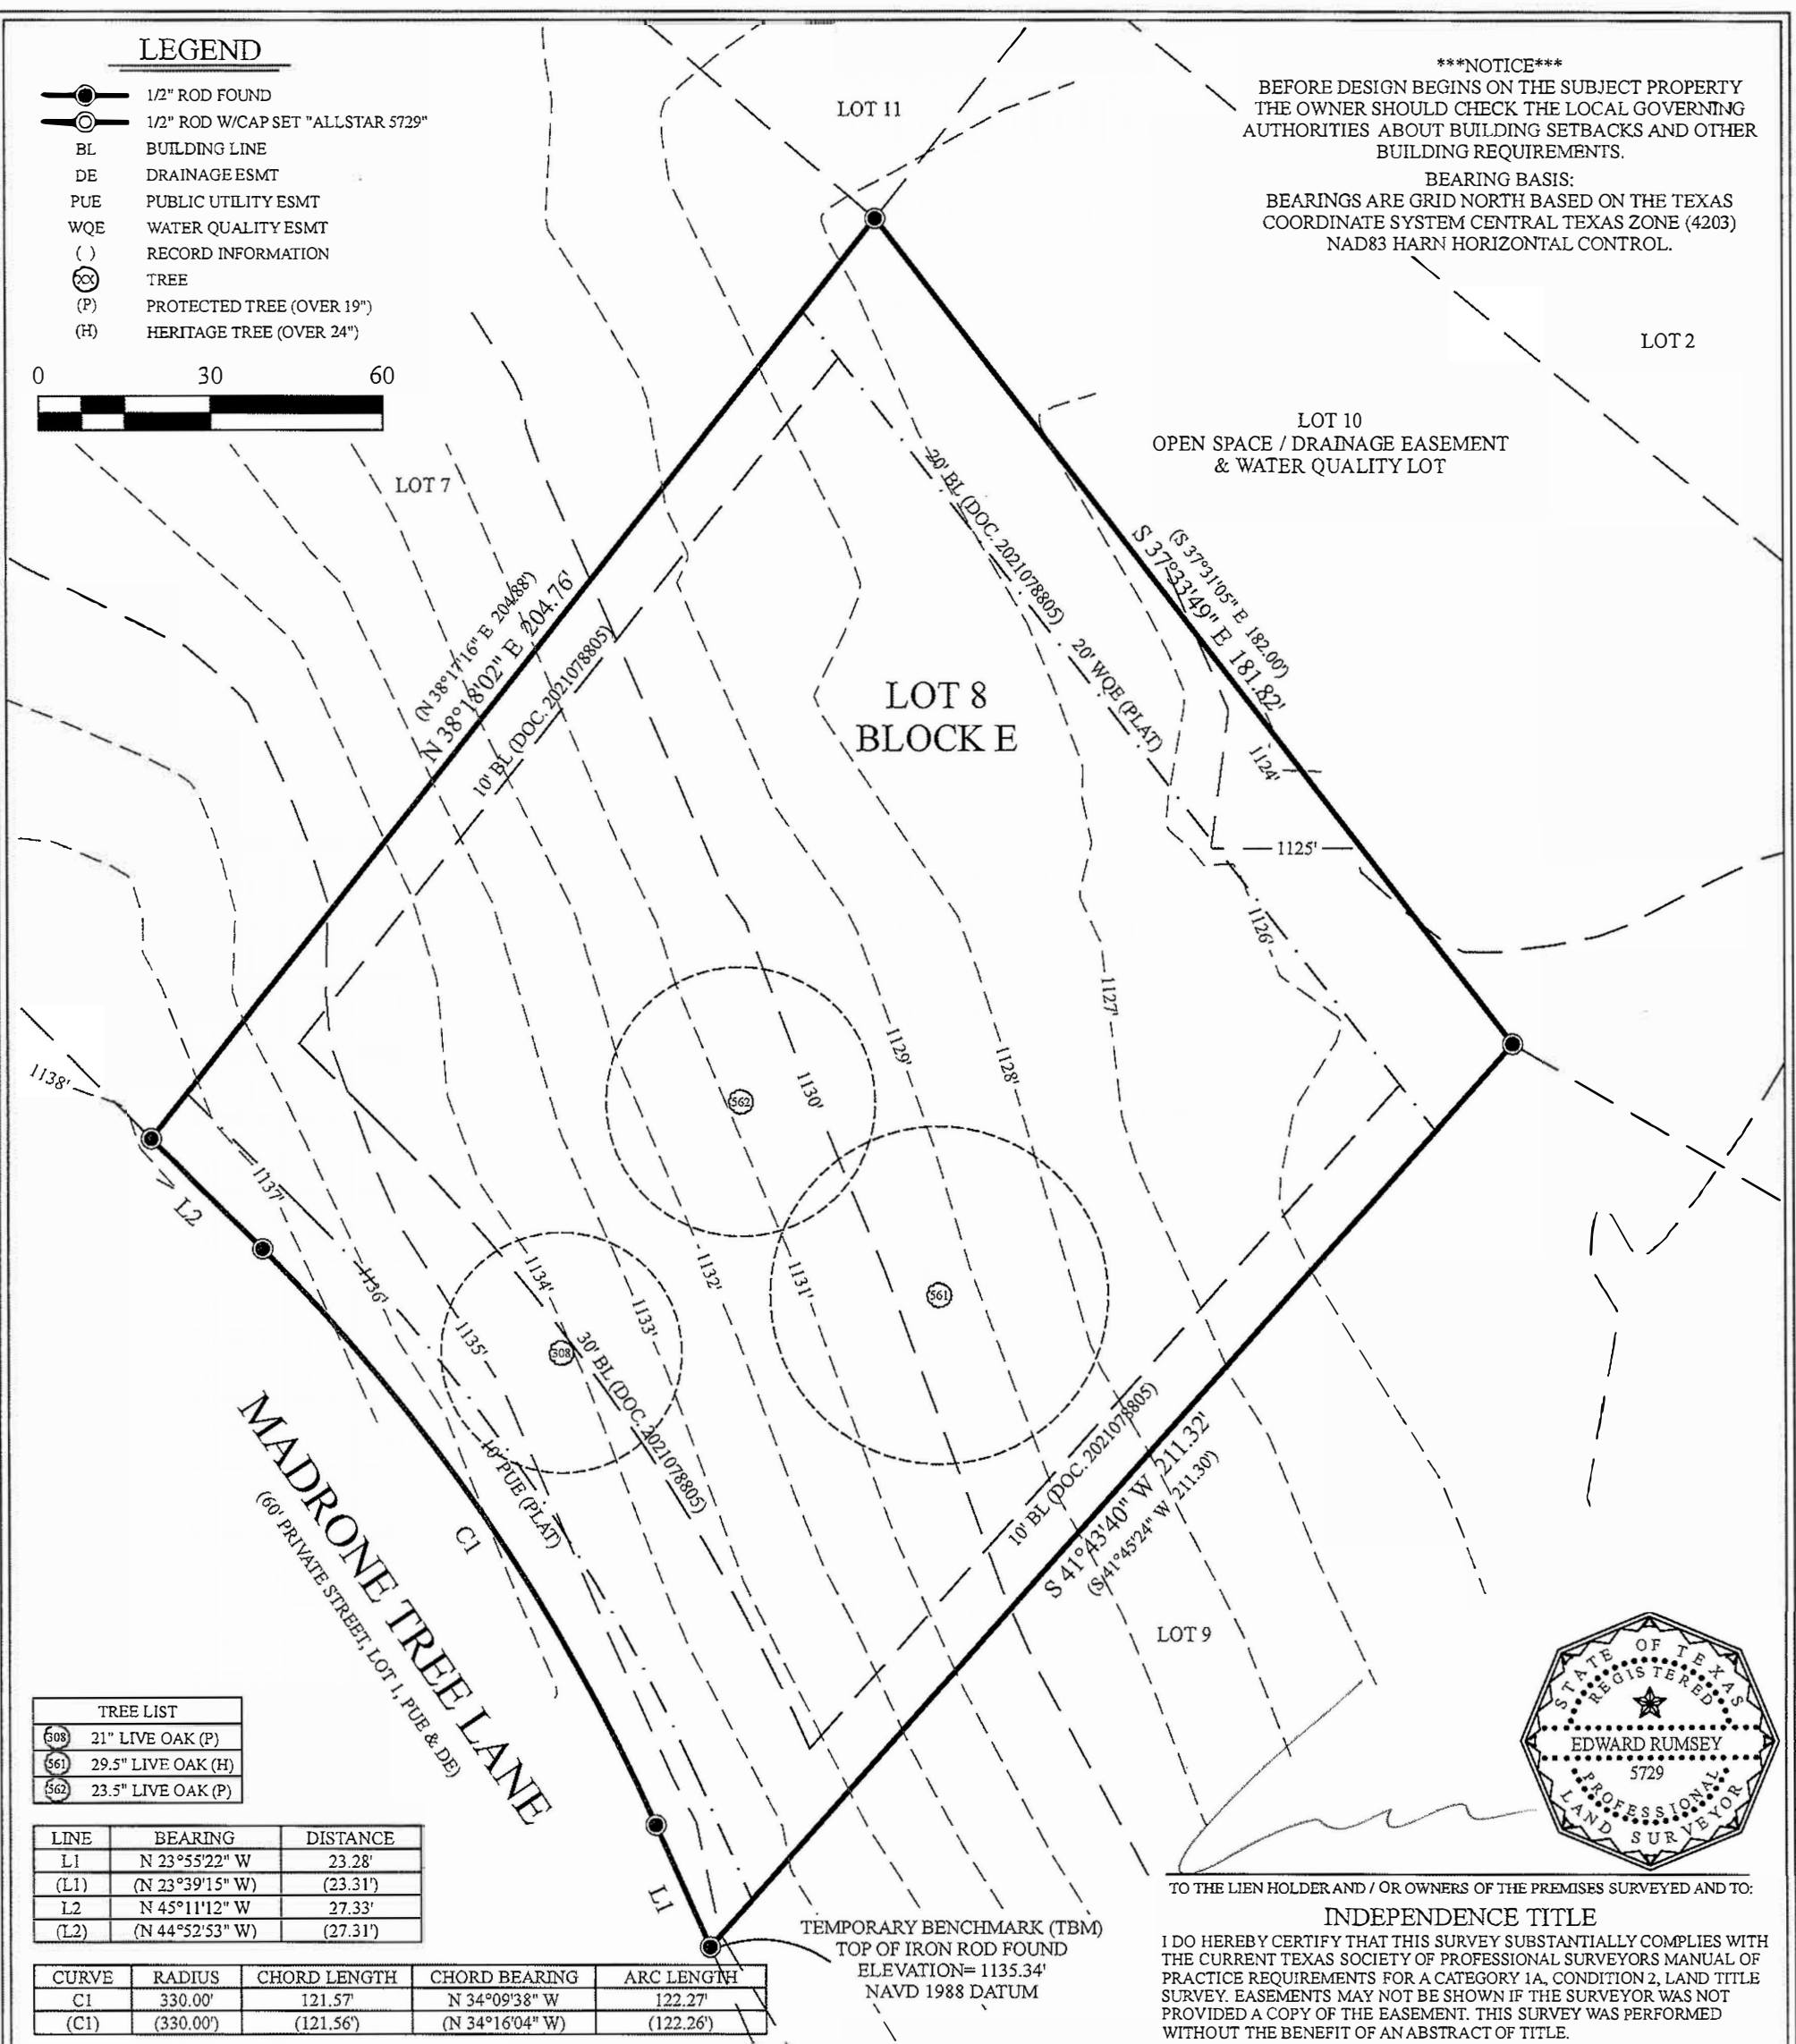 LEGEND
1/2" ROD FOUND
1/2" ROD W/CAP SET "ALLSTAR 5729"
BL BUILDING LINE
DE DRAINAGE ESMT
PUE PUBLIC UTILITY ESMT
WQE WATER QUALITY ESMT
( ) RECORD INFORMATION
XX TREE
(P) PROTECTED TREE (OVER 19")
(H) HERITAGE TREE (OVER 24")
0 30 60
***NOTICE***
BEFORE DESIGN BEGINS ON THE SUBJECT PROPERTY
THE OWNER SHOULD CHECK THE LOCAL GOVERNING
AUTHORITIES ABOUT BUILDING SETBACKS AND OTHER
BUILDING REQUIREMENTS.
BEARING BASIS:
BEARINGS ARE GRID NORTH BASED ON THE TEXAS
COORDINATE SYSTEM CENTRAL TEXAS ZONE (4203)
NAD83 HARN HORIZONTAL CONTROL.
LOT 11
LOT 2
LOT 10
OPEN SPACE / DRAINAGE EASEMENT
& WATER QUALITY LOT
LOT 7
20' BL (DOC. 2021078805)
(S 37°31'05" E 182.00')
S 37°33'49" E 181.82'
(N 38°17'16" E 204.88')
N 38°18'02" E 204.76'
10' BL (DOC. 2021078805)
20' WQE (PLAT)
LOT 8
BLOCK E
1124'
1125'
1126'
1127'
1129'
1128'
1130'
1138'
562
1137'
L2
1136'
1134'
1132'
1131'
561
1135'
1133'
308
30' BL (DOC. 2021078805)
10' PUE (PLAT)
10' BL (DOC. 2021078805)
S 41°43'40" W 211.32'
(S 41°45'24" W 211.30')
MADRONE TREE LANE
(60' PRIVATE STREET, LOT 1, PUE & DE)
C1
LOT 9
L1
TREE LIST
308 21" LIVE OAK (P)
561 29.5" LIVE OAK (H)
562 23.5" LIVE OAK (P)
LINE BEARING DISTANCE
L1 N 23°55'22" W 23.28'
(L1) (N 23°39'15" W) (23.31')
L2 N 45°11'12" W 27.33'
(L2) (N 44°52'53" W) (27.31')
CURVE RADIUS CHORD LENGTH CHORD BEARING ARC LENGTH
C1 330.00' 121.57' N 34°09'38" W 122.27'
(C1) (330.00') (121.56') (N 34°16'04" W) (122.26')
TEMPORARY BENCHMARK (TBM)
TOP OF IRON ROD FOUND
ELEVATION= 1135.34'
NAVD 1988 DATUM
STATE OF TEXAS
REGISTERED
EDWARD RUMSEY
5729
PROFESSIONAL
LAND SURVEYOR
TO THE LIEN HOLDER AND / OR OWNERS OF THE PREMISES SURVEYED AND TO:
INDEPENDENCE TITLE
I DO HEREBY CERTIFY THAT THIS SURVEY SUBSTANTIALLY COMPLIES WITH
THE CURRENT TEXAS SOCIETY OF PROFESSIONAL SURVEYORS MANUAL OF
PRACTICE REQUIREMENTS FOR A CATEGORY 1A, CONDITION 2, LAND TITLE
SURVEY. EASEMENTS MAY NOT BE SHOWN IF THE SURVEYOR WAS NOT
PROVIDED A COPY OF THE EASEMENT. THIS SURVEY WAS PERFORMED
WITHOUT THE BENEFIT OF AN ABSTRACT OF TITLE.